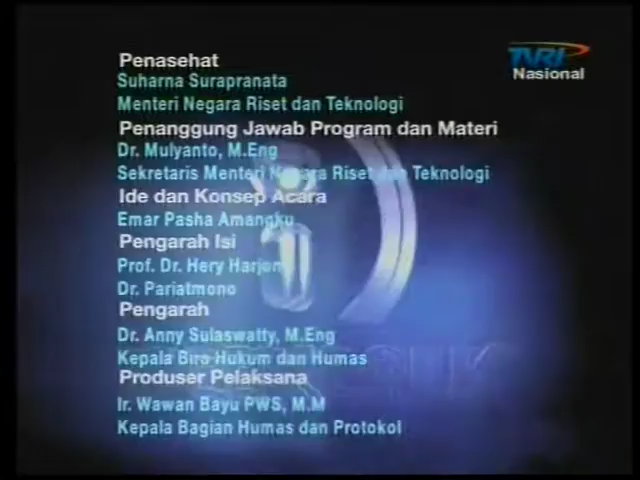 TVRI
Nasional
Penasehat
Suharna Surapranata
Menteri Negara Riset dan Teknologi
Penanggung Jawab Program dan Materi
Dr. Mulyanto, M.Eng
Sekretaris Menteri Negara Riset dan Teknologi
Ide dan Konsep Acara
Emar Pasha Amangku
Pengarah Isi
Prof. Dr. Hery Harjono
Dr. Pariatmono
Pengarah
Dr. Anny Sulaswatty, M.Eng
Kepala Biro Hukum dan Humas
Produser Pelaksana
Ir. Wawan Bayu PWS, M.M
Kepala Bagian Humas dan Protokol